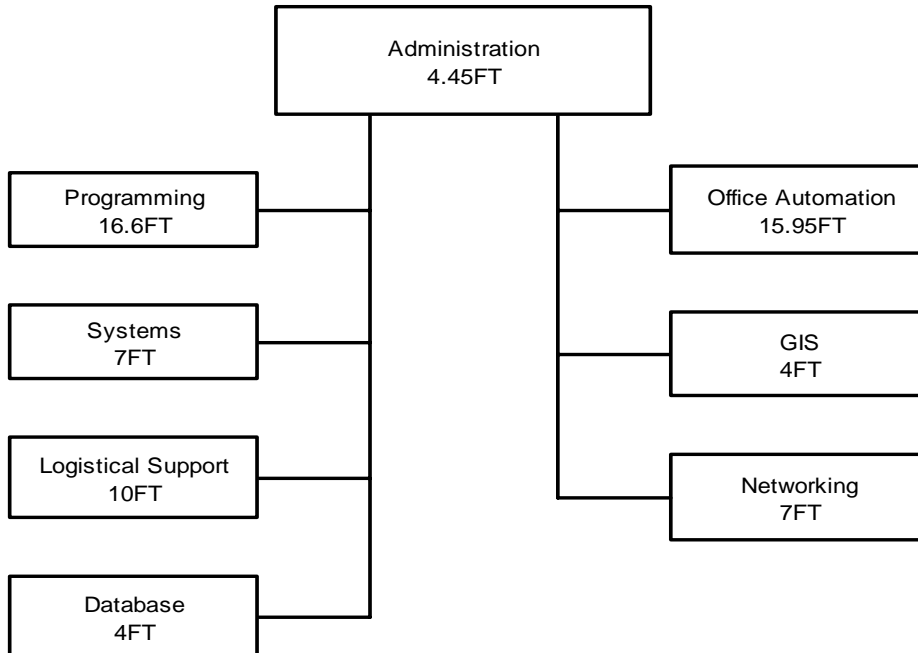 Administration
4.45FT
Programming
16.6FT
Systems
7FT
Logistical Support
10FT
Database
4FT
Office Automation
15.95FT
GIS
4FT
Networking
7FT